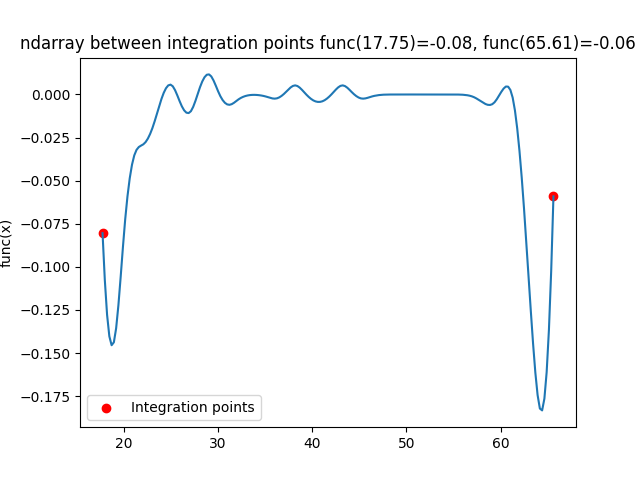 ndarray between integration points func(17.75)=-0.08, func(65.61)=-0.06
func(x)
0.000
−0.025
−0.050
−0.075
−0.100
−0.125
−0.150
−0.175
Integration points
20 30 40 50 60